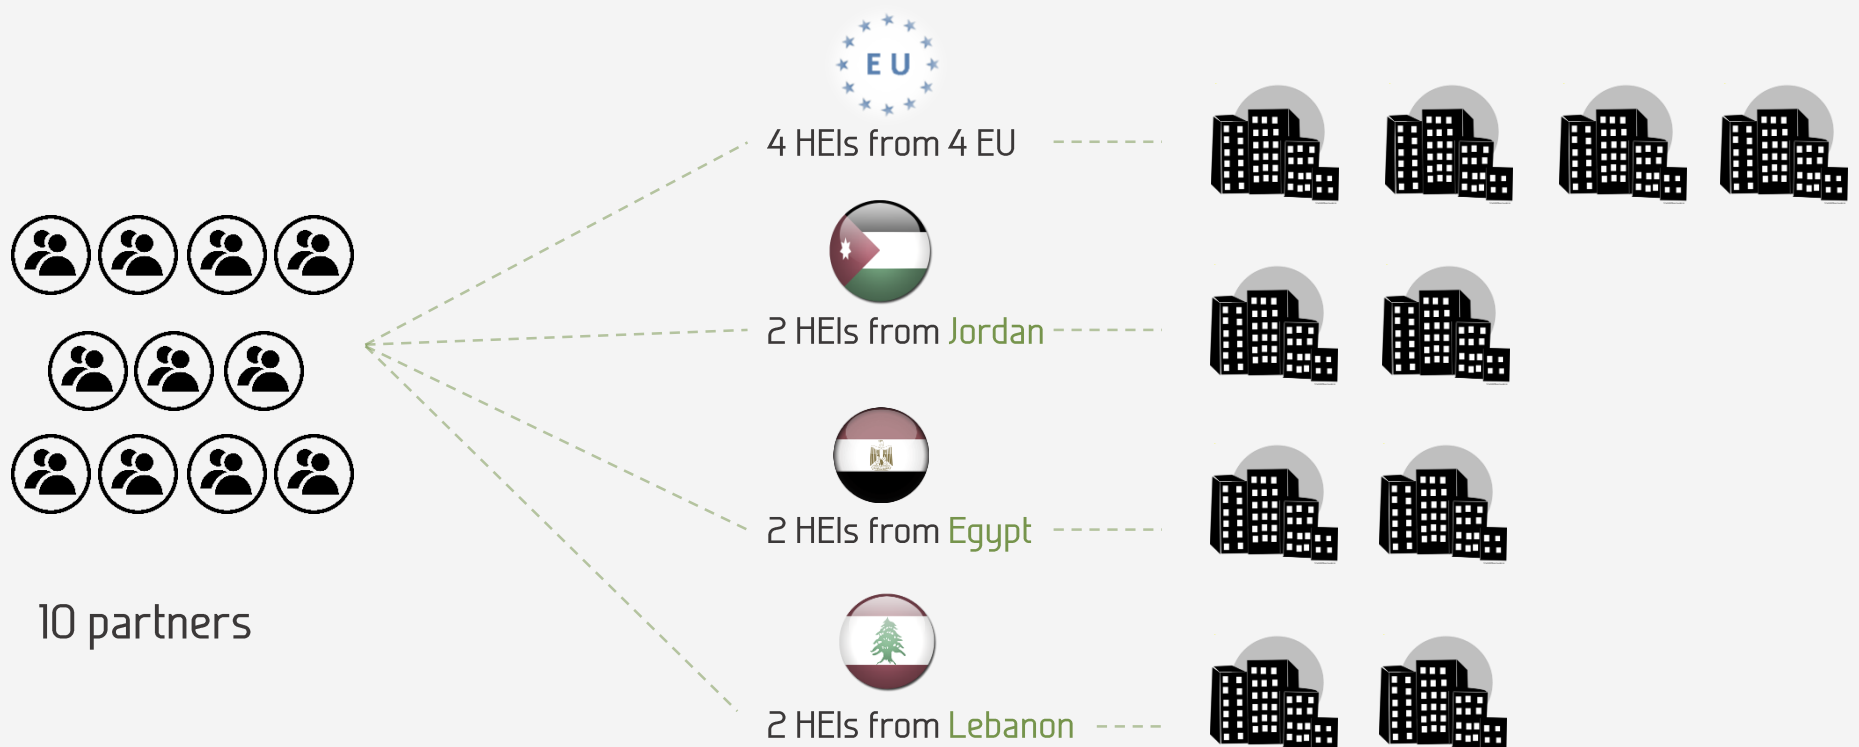 EU
4 HEIs from 4 EU
2 HEIs from Jordan
2 HEIs from Egypt
10 partners
2 HEIs from Lebanon